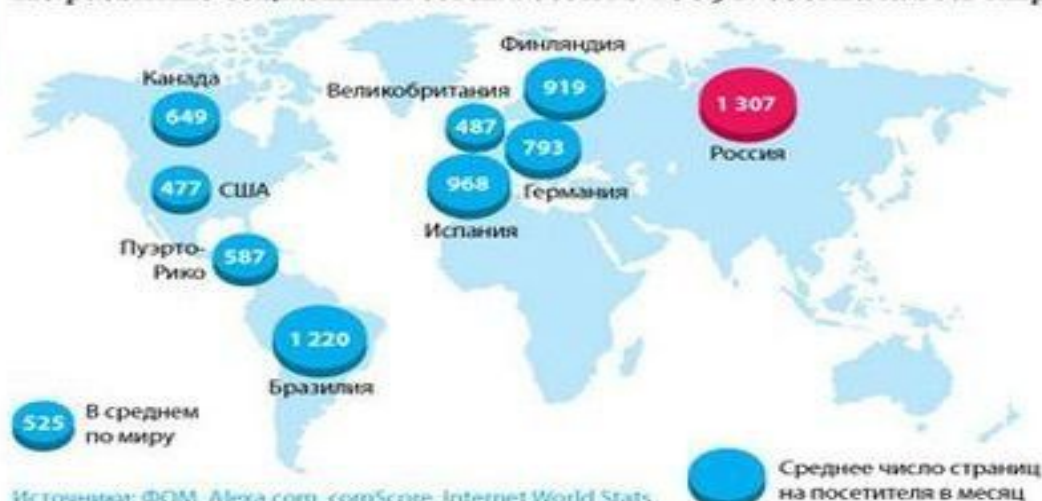 Финляндия
919
Канада
649
Великобритания
487
1 307
Россия
793
Германия
477 США
968
Испания
Пуэрто-
Рико
587
1 220
Бразилия
525
В среднем
по миру
Среднее число страниц
на посетителя в месяц
Источники: ФОМ, Alexa.com, comScore, Internet World Stats